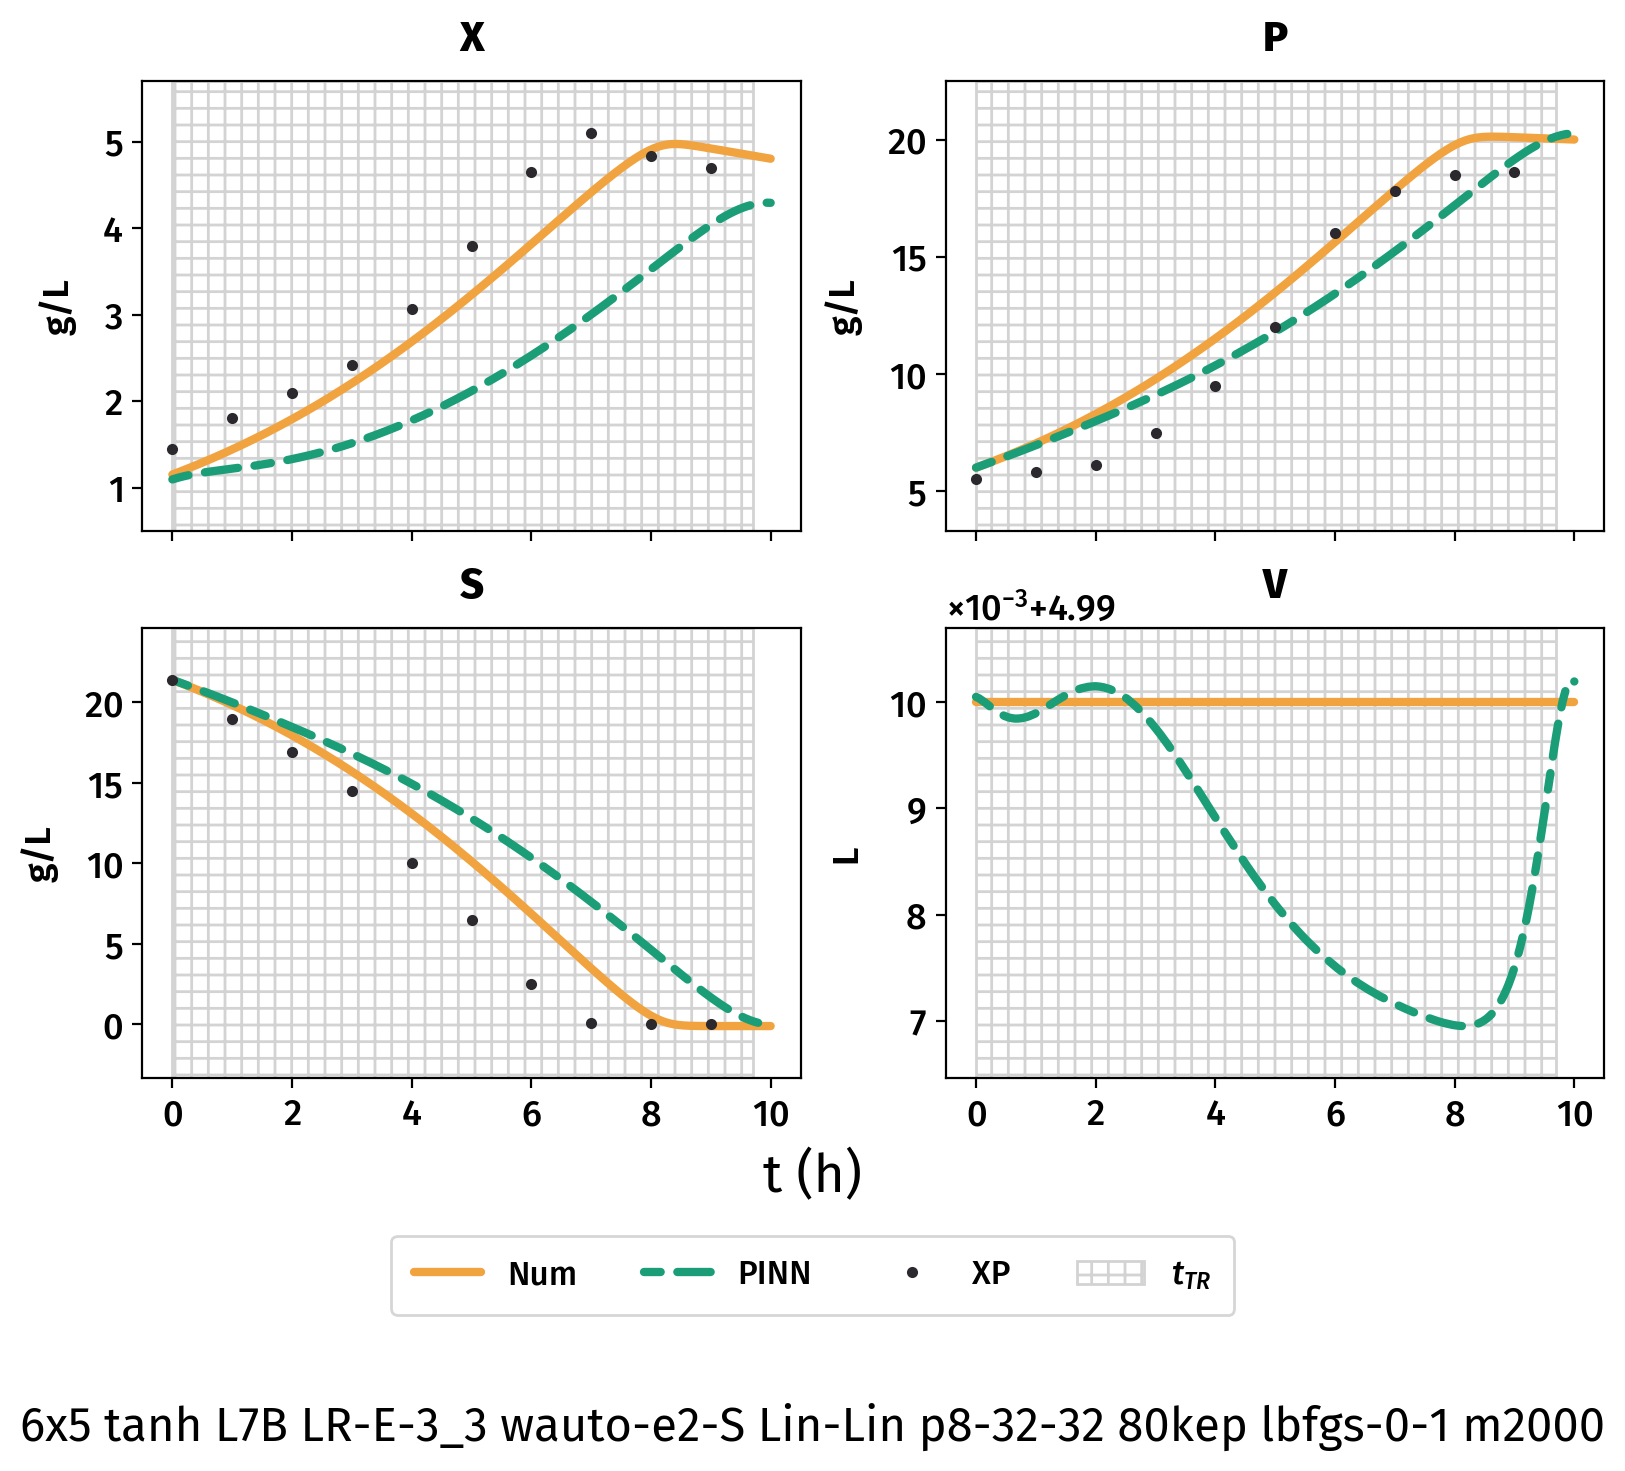 X
P
g/L
5
4
3
2
1
g/L
20
15
10
5
S
V
×10⁻³+4.99
g/L
20
15
10
5
0
L
10
9
8
7
0 2 4 6 8 10
0 2 4 6 8 10
t (h)
Num PINN XP t_TR
6x5 tanh L7B LR-E-3_3 wauto-e2-S Lin-Lin p8-32-32 80kep lbfgs-0-1 m2000